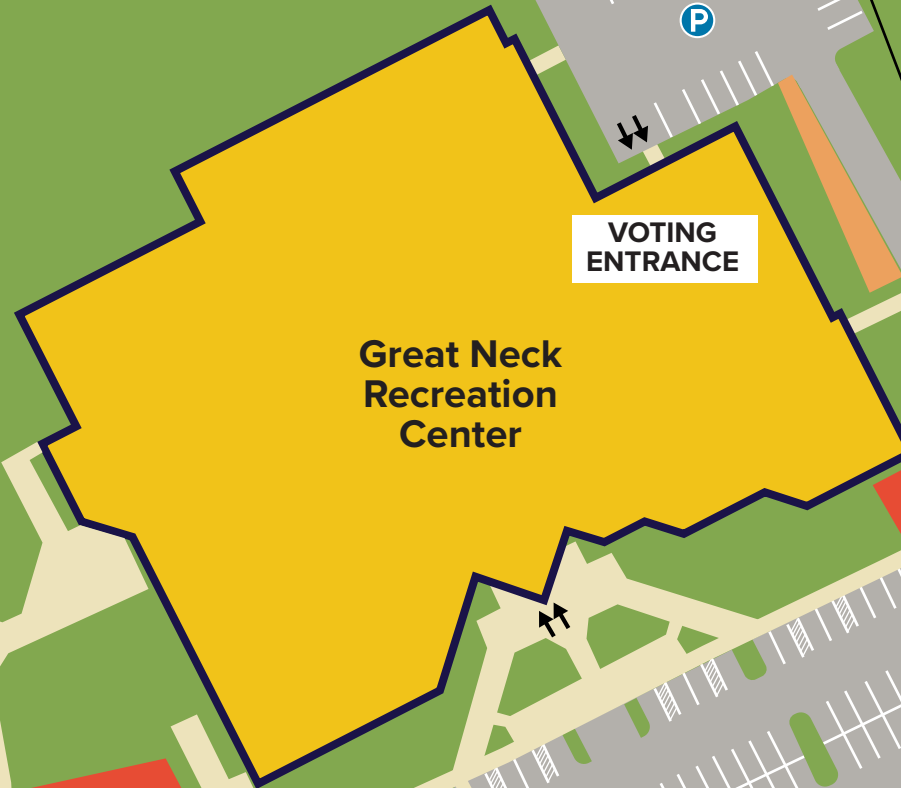 P
VOTING
ENTRANCE
Great Neck
Recreation
Center